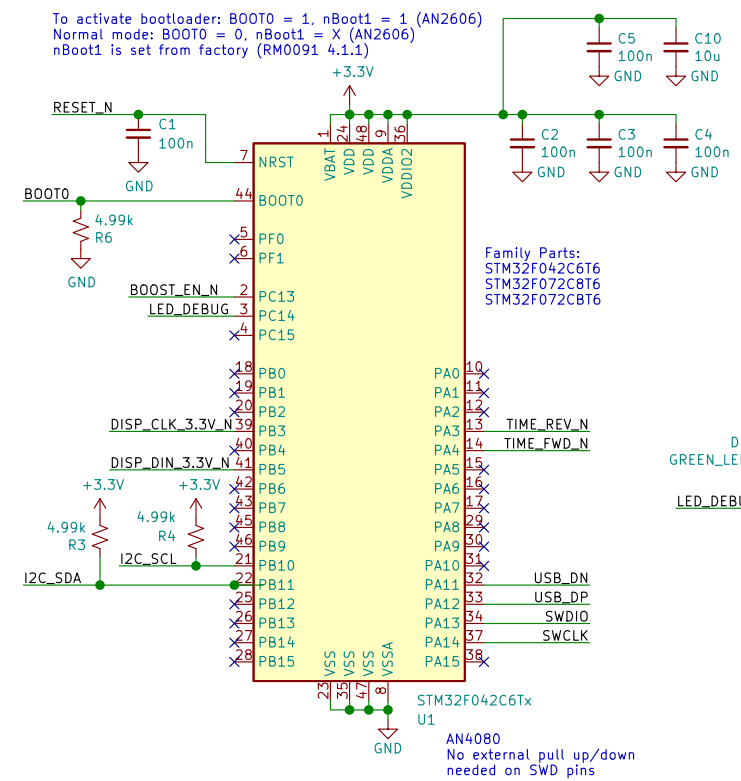 To activate bootloader: BOOT0 = 1, nBoot1 = 1 (AN2606)
Normal mode: BOOT0 = 0, nBoot1 = X (AN2606)
nBoot1 is set from factory (RM0091 4.1.1)
C5
100n
GND
C10
10u
GND
+3.3V
RESET_N
C1
100n
GND
1
24
48
9
36
VBAT
VDD
VDD
VDDA
VDDIO2
C2
100n
GND
C3
100n
GND
C4
100n
GND
7 NRST
BOOT0
44 BOOT0
4.99k
R6
GND
5 PF0
6 PF1
Family Parts:
STM32F042C6T6
STM32F072C8T6
STM32F072CBT6
BOOST_EN_N 2 PC13
LED_DEBUG 3 PC14
4 PC15
18 PB0
19 PB1
20 PB2
DISP_CLK_3.3V_N 39 PB3
40 PB4
DISP_DIN_3.3V_N 41 PB5
42 PB6
43 PB7
45 PB8
46 PB9
21 PB10
22 PB11
25 PB12
26 PB13
27 PB14
28 PB15
+3.3V
4.99k
R3
+3.3V
4.99k
R4
I2C_SCL
I2C_SDA
PA0 10
PA1 11
PA2 12
PA3 13 TIME_REV_N
PA4 14 TIME_FWD_N
PA5 15
PA6 16
PA7 17
PA8 29
PA9 30
PA10 31
PA11 32 USB_DN
PA12 33 USB_DP
PA13 34 SWDIO
PA14 37 SWCLK
PA15 38
D
GREEN_LE
LED_DEB
VSS
VSS
VSS
VSSA
23
35
47
8
GND
STM32F042C6Tx
U1
AN4080
No external pull up/down
needed on SWD pins